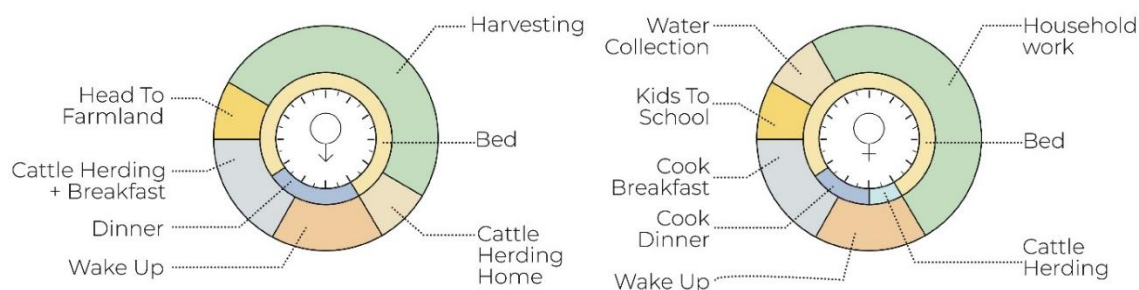 Harvesting
Head To
Farmland
Bed
Cattle Herding
+ Breakfast
Dinner
Wake Up
Cattle
Herding
Home
Water
Collection
Household
work
Kids To
School
Bed
Cook
Breakfast
Cook
Dinner
Wake Up
Cattle
Herding